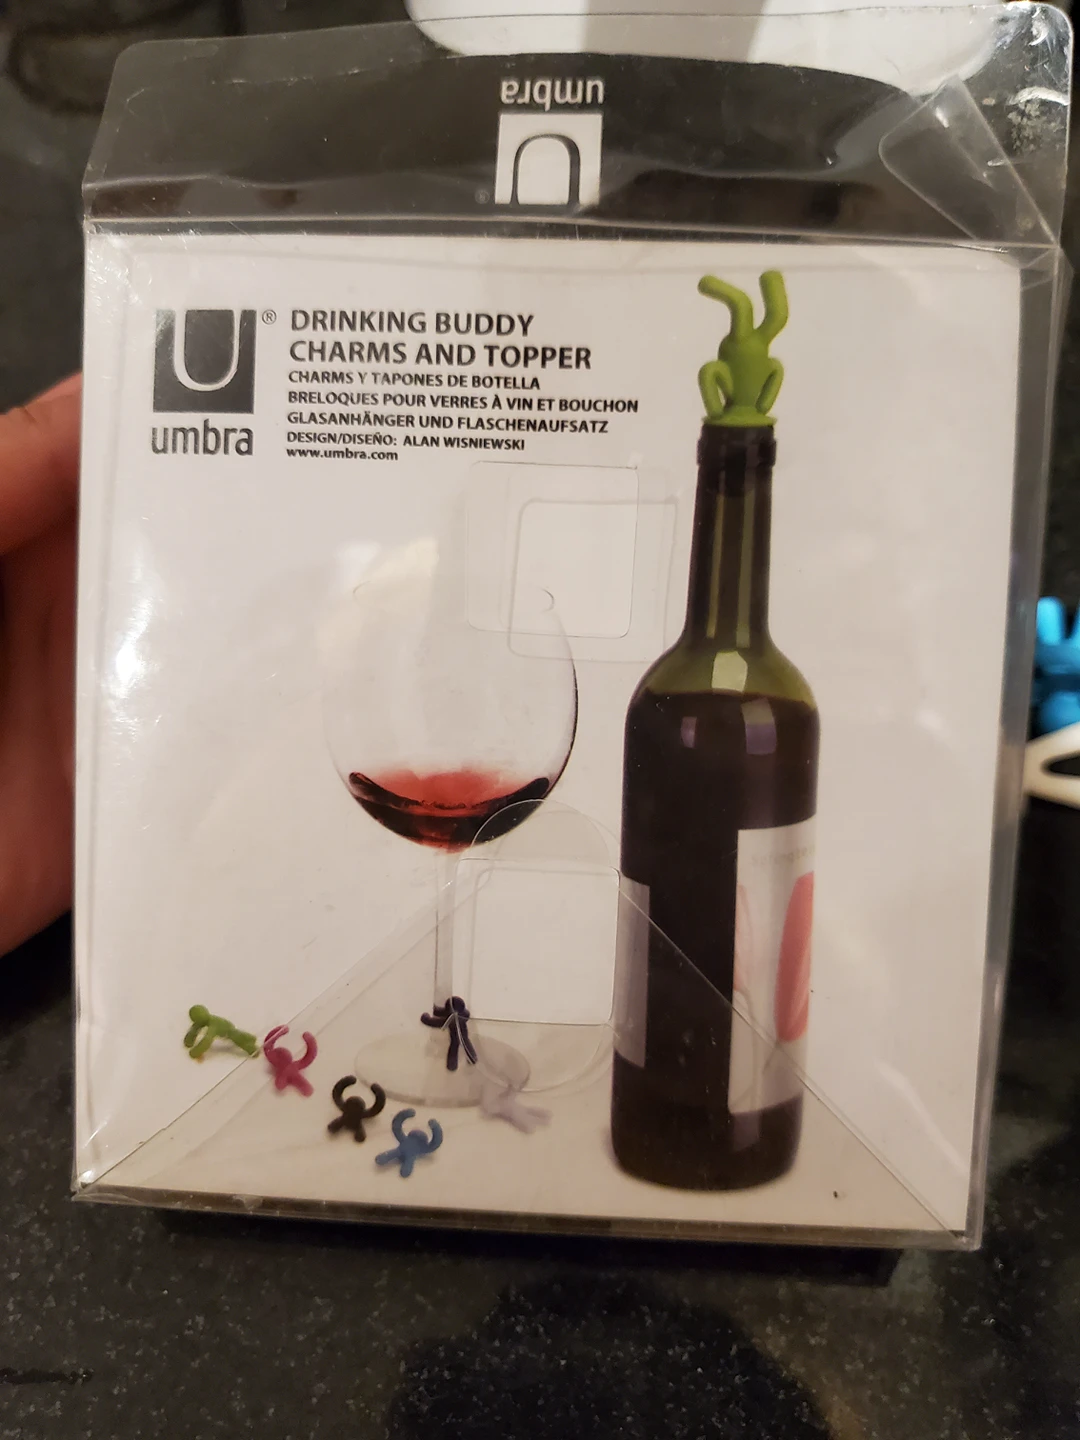 umbra
®
DRINKING BUDDY
CHARMS AND TOPPER
CHARMS Y TAPONES DE BOTELLA
BRELOQUES POUR VERRES À VIN ET BOUCHON
GLASANHÄNGER UND FLASCHENAUFSATZ
DESIGN/DISEÑO: ALAN WISNIEWSKI
www.umbra.com
U
umbra